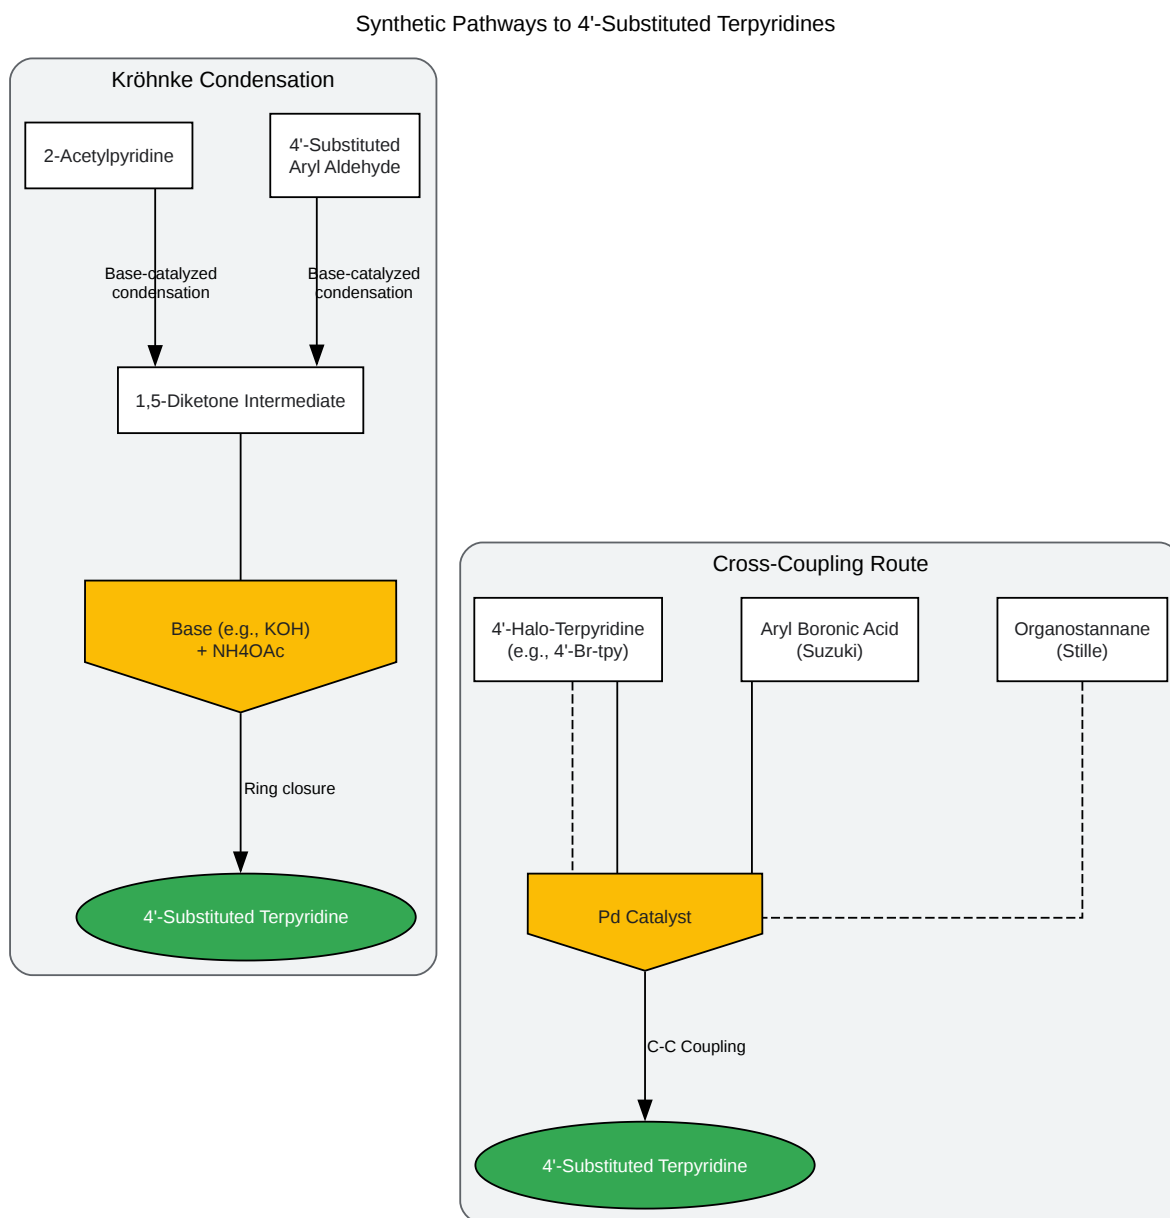 Synthetic Pathways to 4'-Substituted Terpyridines
Kröhnke Condensation
2-Acetylpyridine
4'-Substituted
Aryl Aldehyde
Base-catalyzed
condensation
Base-catalyzed
condensation
1,5-Diketone Intermediate
Base (e.g., KOH)
+ NH4OAc
Ring closure
4'-Substituted Terpyridine
Cross-Coupling Route
4'-Halo-Terpyridine
(e.g., 4'-Br-tpy)
Aryl Boronic Acid
(Suzuki)
Organostannane
(Stille)
Pd Catalyst
C-C Coupling
4'-Substituted Terpyridine